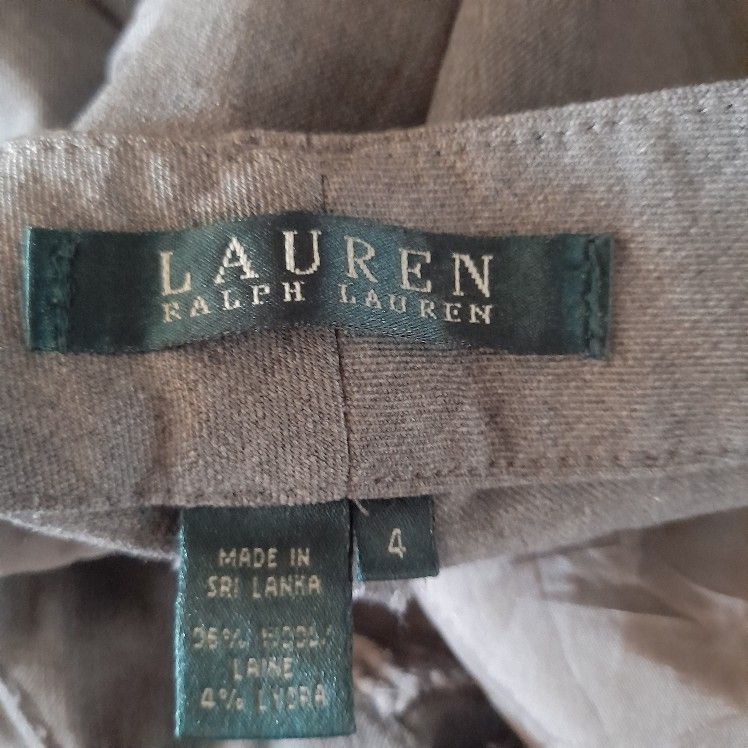 LAUREN
RALPH LAUREN
4
MADE IN
SRI LANKA
96% WOOL/
LAINE
4% LYCRA